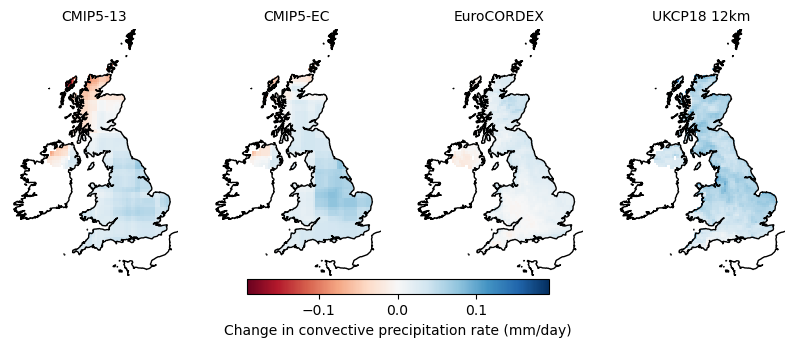 CMIP5-13
CMIP5-EC
EuroCORDEX
UKCP18 12km
−0.1
0.0
0.1
Change in convective precipitation rate (mm/day)